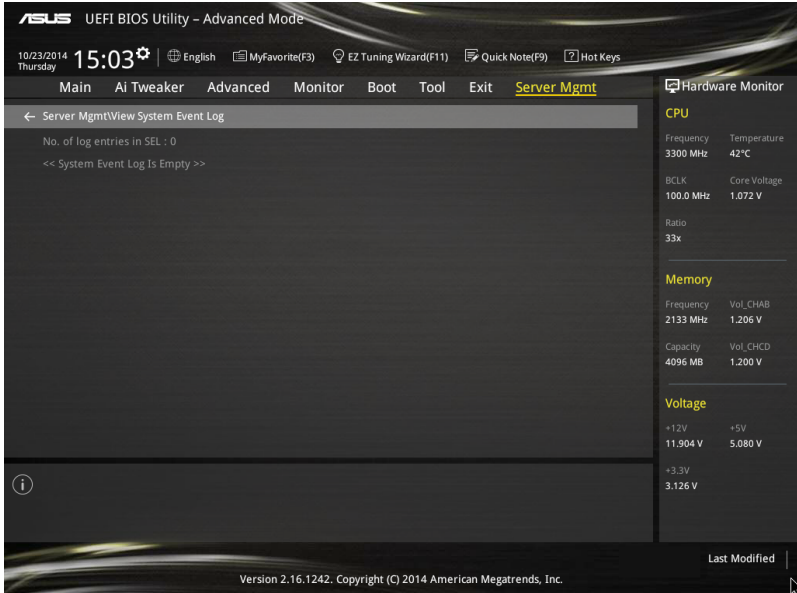 ASUS UEFI BIOS Utility – Advanced Mode
10/23/2014
Thursday
15:03
English
MyFavorite(F3)
EZ Tuning Wizard(F11)
Quick Note(F9)
? Hot Keys
Main Ai Tweaker Advanced Monitor Boot Tool Exit Server Mgmt
Server Mgmt\View System Event Log
No. of log entries in SEL : 0
<< System Event Log Is Empty >>
Hardware Monitor
CPU
Frequency Temperature
3300 MHz 42°C
BCLK Core Voltage
100.0 MHz 1.072 V
Ratio
33x
Memory
Frequency Vol_CHAB
2133 MHz 1.206 V
Capacity Vol_CHCD
4096 MB 1.200 V
Voltage
+12V +5V
11.904 V 5.080 V
+3.3V
3.126 V
i
Last Modified
Version 2.16.1242. Copyright (C) 2014 American Megatrends, Inc.